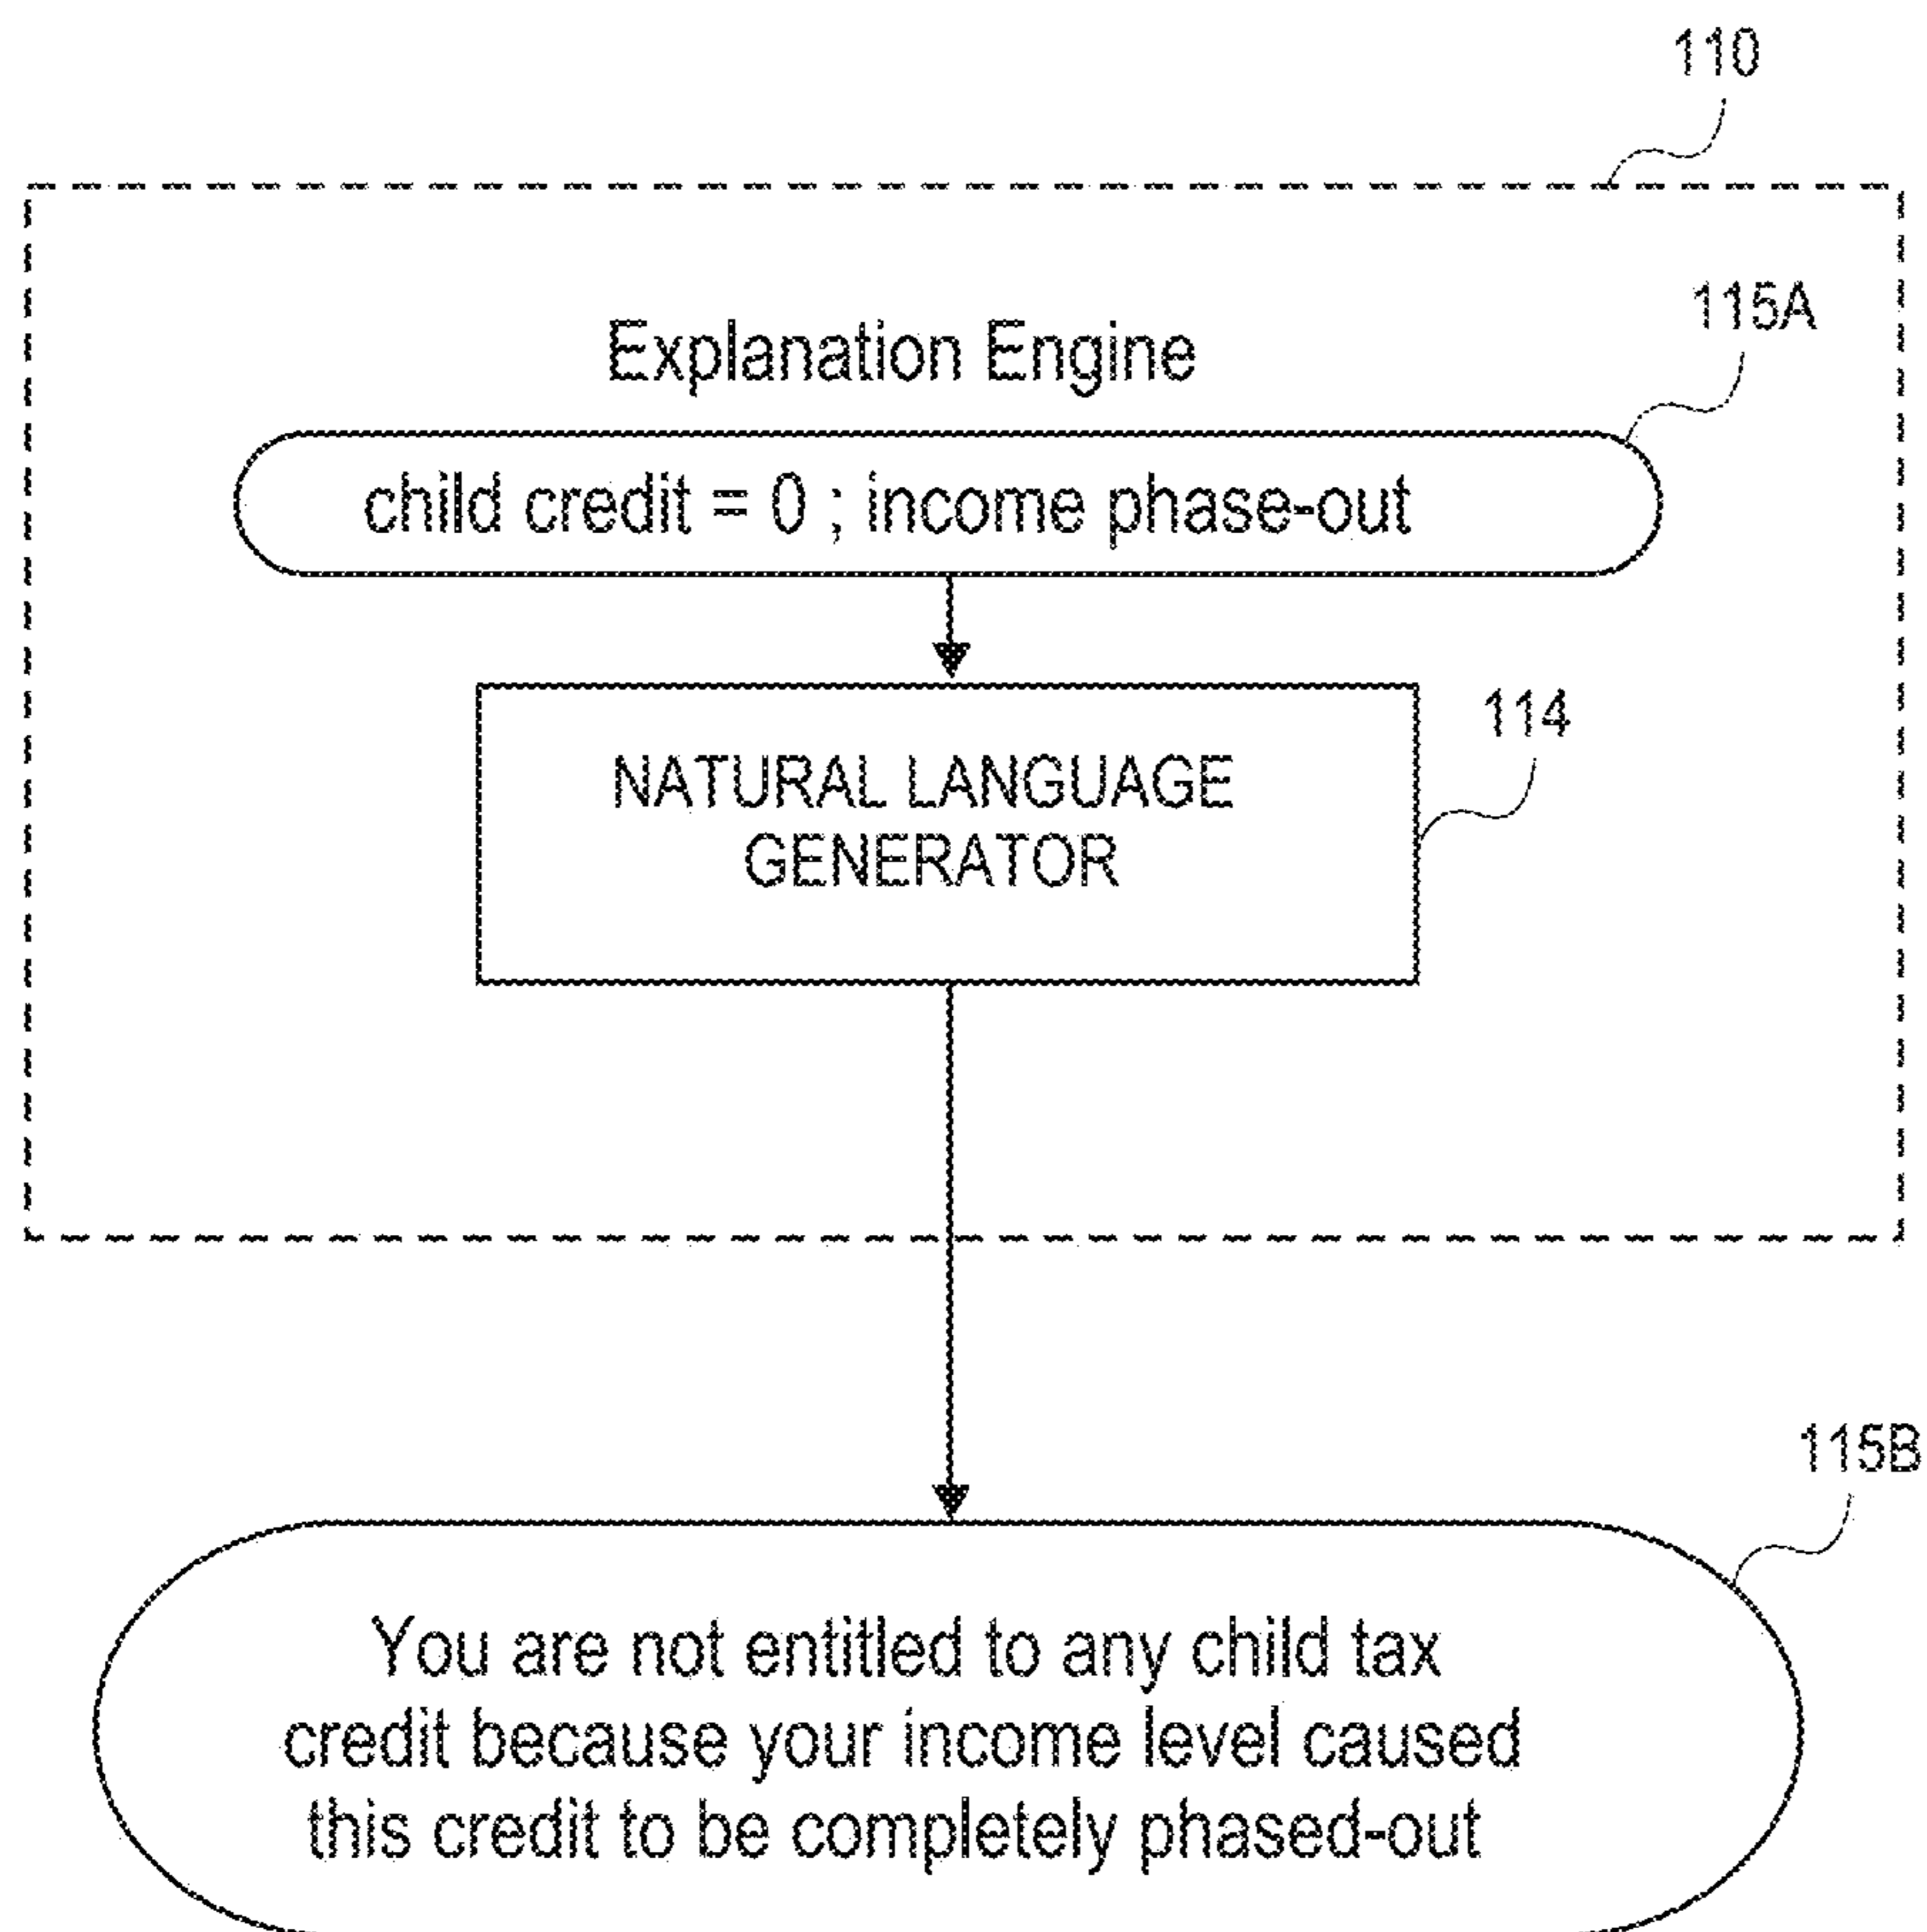 110
115A
Explanation Engine
child credit = 0 ; income phase-out
114
NATURAL LANGUAGE
GENERATOR
115B
You are not entitled to any child tax
credit because your income level caused
this credit to be completely phased-out